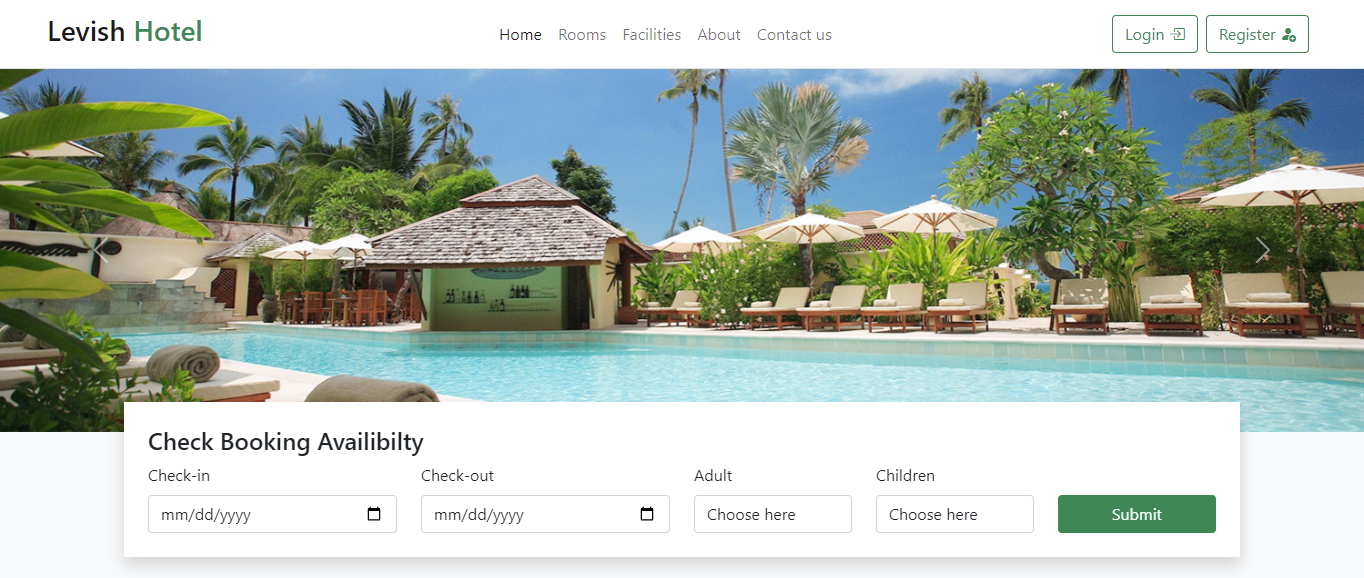 Levish Hotel
Home Rooms Facilities About Contact us
Login Register
Check Booking Availibilty
Check-in Check-out Adult Children
mm/dd/yyyy mm/dd/yyyy Choose here Choose here Submit